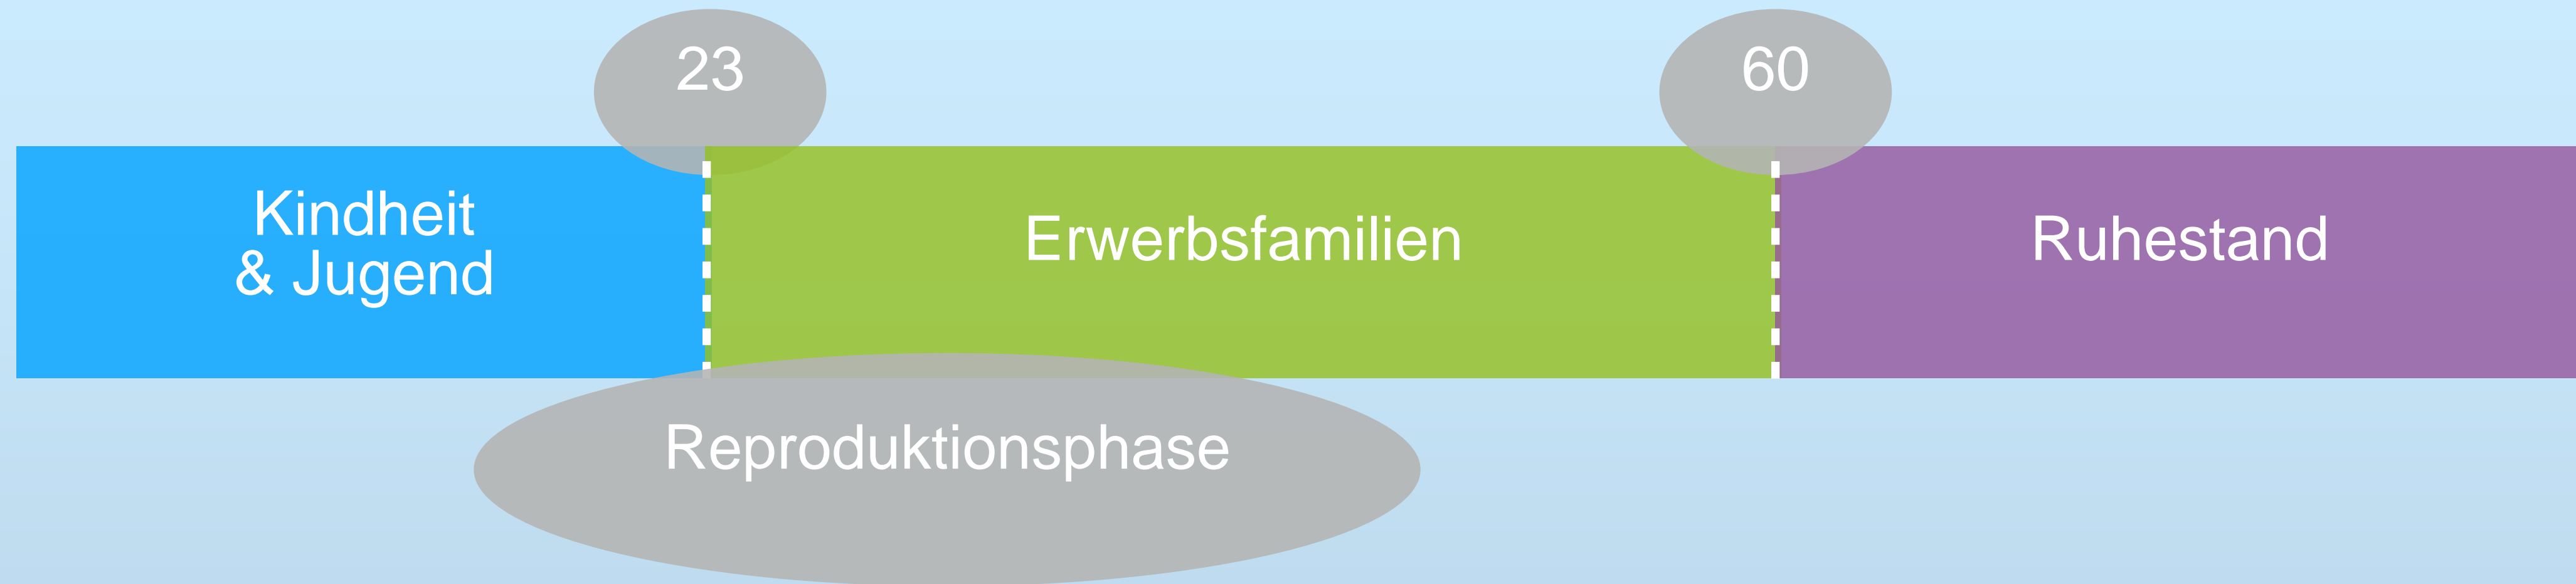 23
60
Kindheit
& Jugend
Erwerbsfamilien
Ruhestand
Reproduktionsphase